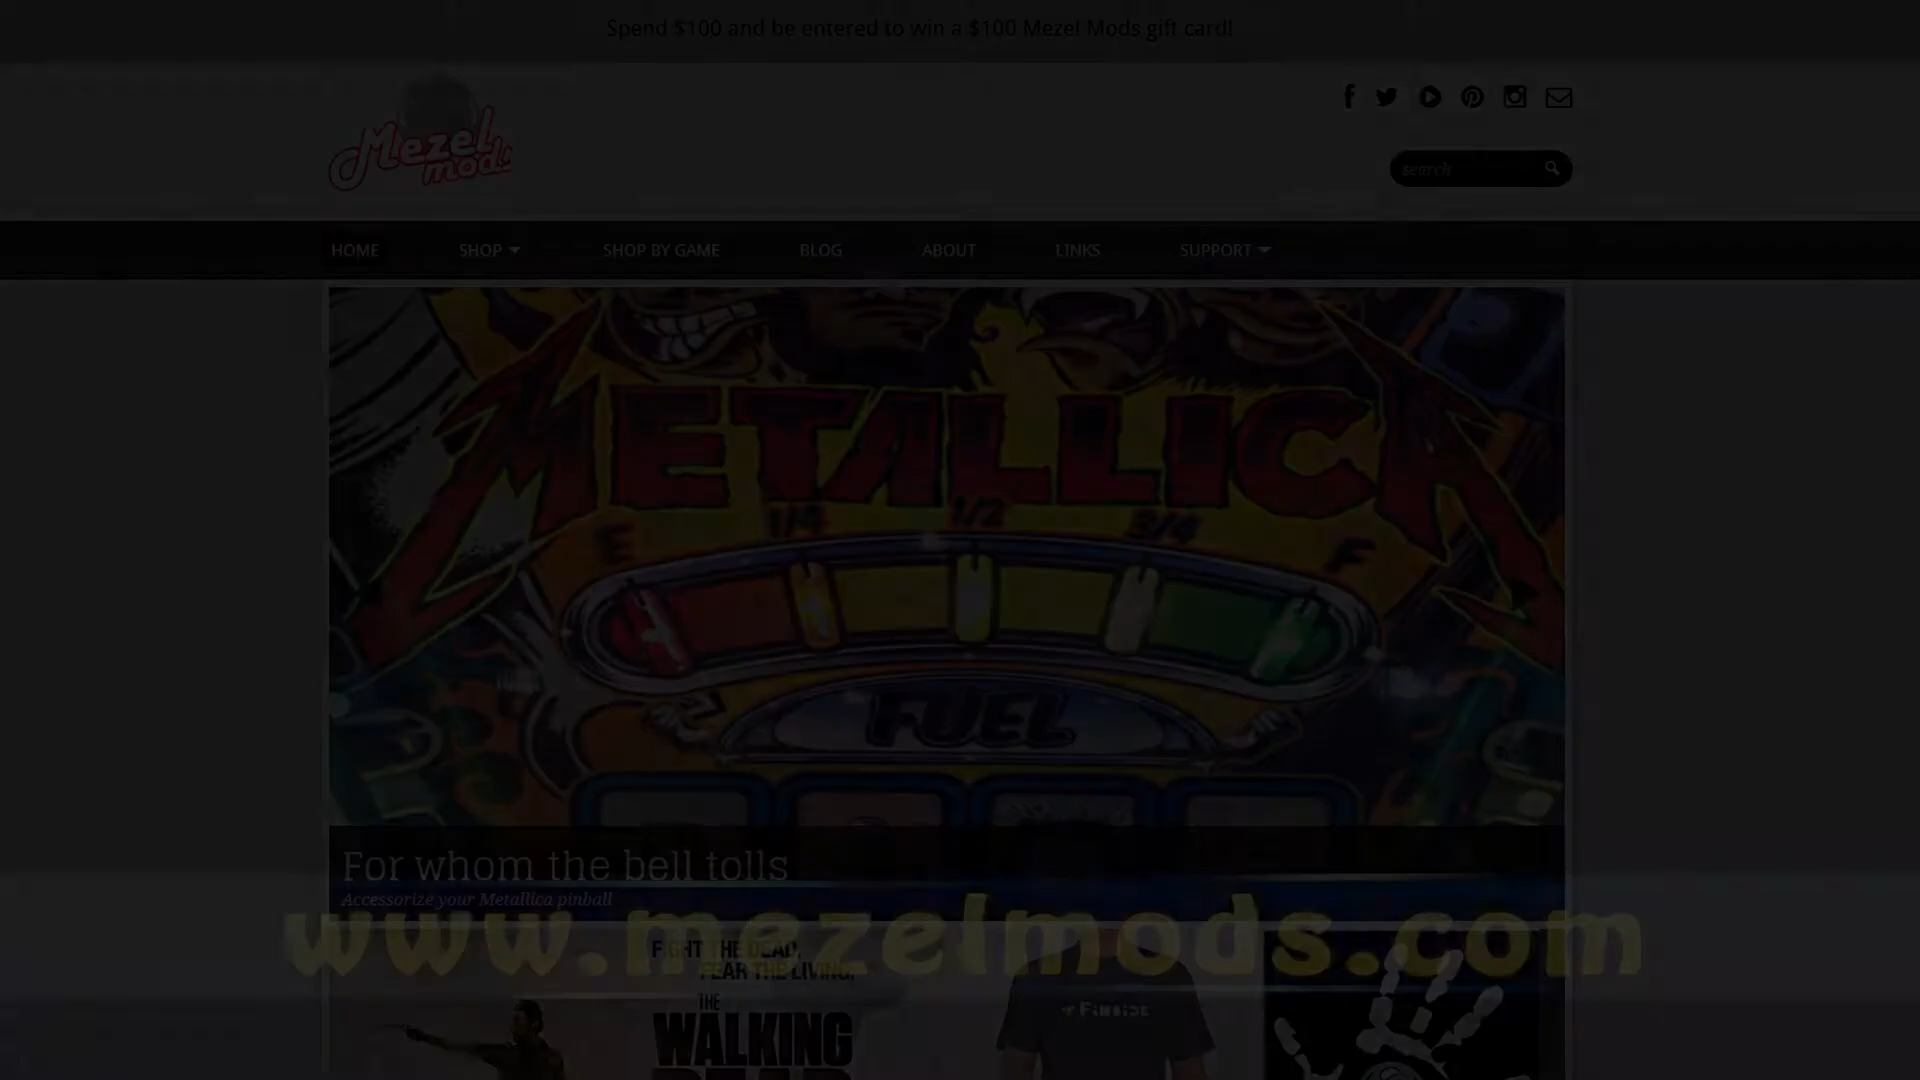 Spend $100 and be entered to win a $100 Mezel Mods gift card!
Mezel
mods
search
HOME SHOP SHOP BY GAME BLOG ABOUT LINKS SUPPORT
METALLICA
E 1/4 1/2 3/4 F
FUEL
For whom the bell tolls
Accessorize your Metallica pinball
www.mezelmods.com
FIGHT THE DEAD.
FEAR THE LIVING.
THE
WALKING